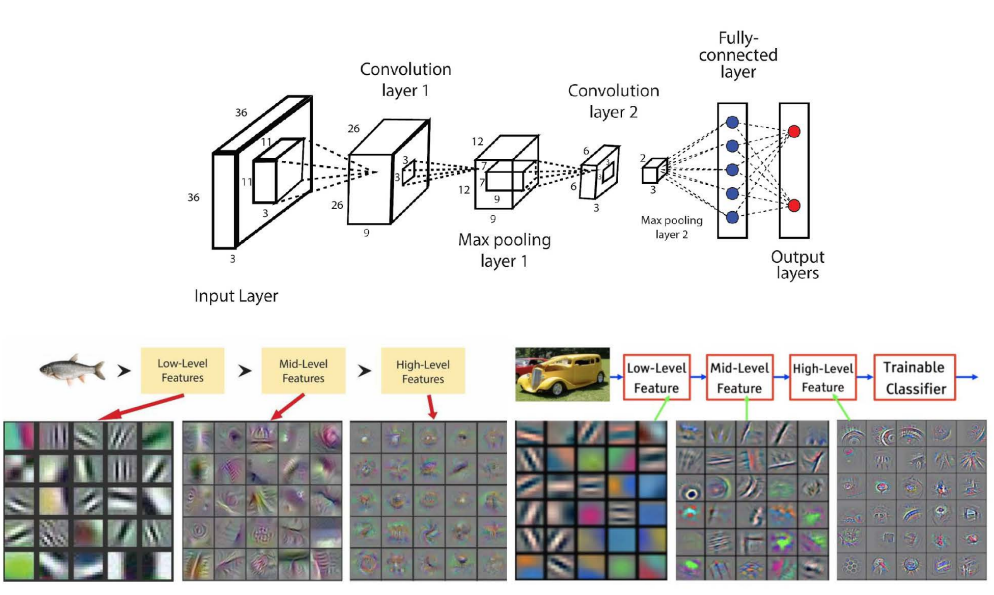 Fully-
connected
layer
Convolution
layer 1
Convolution
layer 2
36
36
3
11
11
3
26
26
9
3
3
12
12
7
7
9
9
6
6
3
3
2
3
Max pooling
layer 1
Max pooling
layer 2
Output
layers
Input Layer
Low-Level
Features
Mid-Level
Features
High-Level
Features
Low-Level
Feature
Mid-Level
Feature
High-Level
Feature
Trainable
Classifier